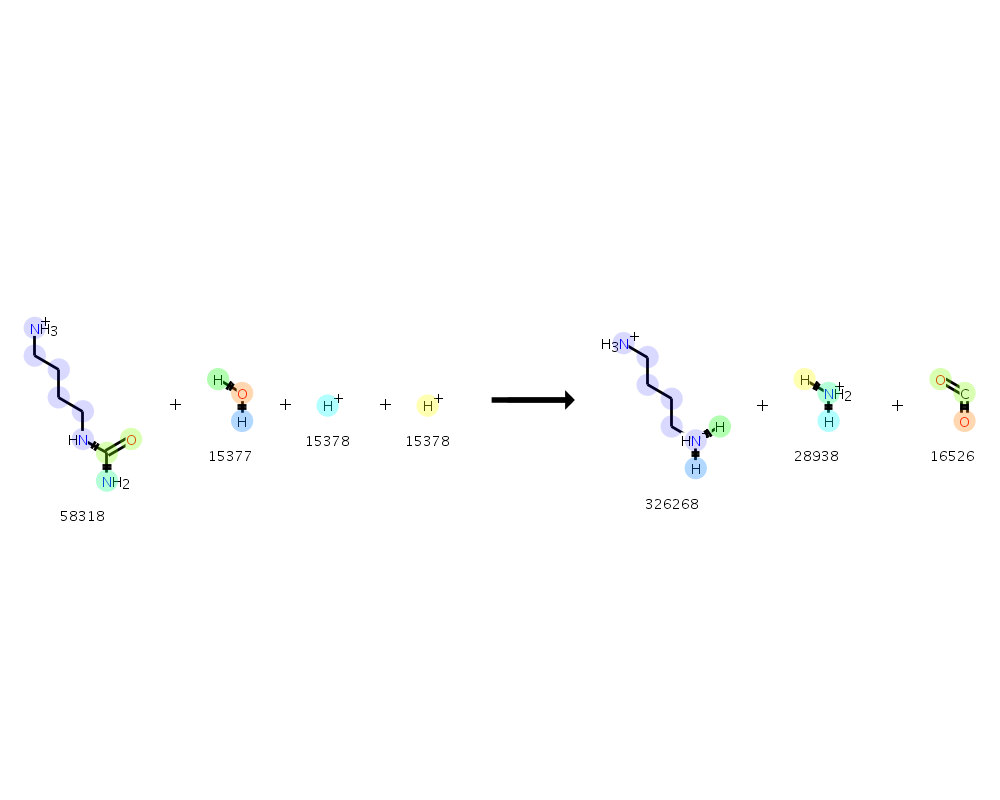 NH3+
HN
O
NH2
58318
+
H
O
H
15377
+
H+
15378
+
H+
15378
H3N+
HN+
H
H
326268
+
H
NH2+
H
28938
+
O
C
O
16526